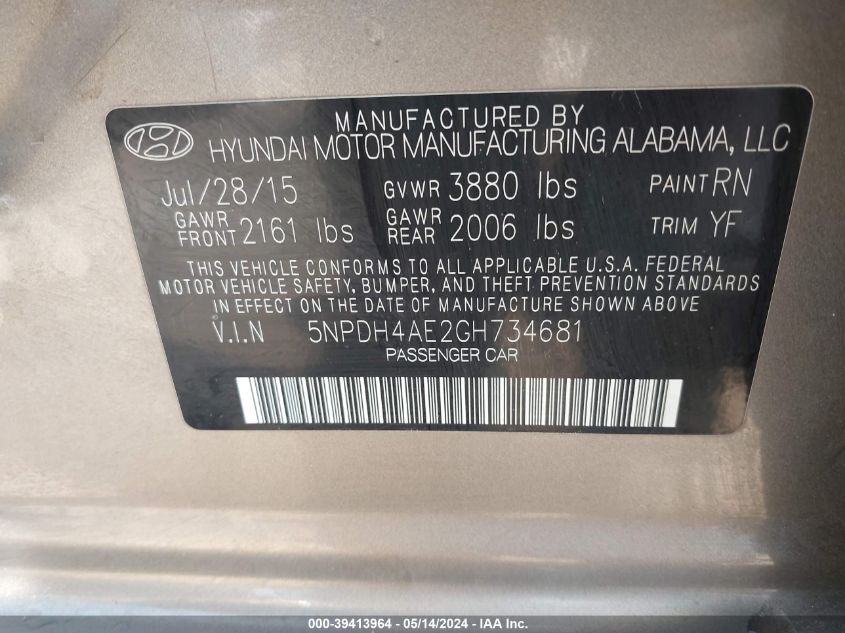 MANUFACTURED BY
HYUNDAI MOTOR MANUFACTURING ALABAMA, LLC
Jul/28/15 GVWR 3880 lbs PAINT RN
GAWR FRONT 2161 lbs GAWR REAR 2006 lbs TRIM YF
THIS VEHICLE CONFORMS TO ALL APPLICABLE U.S.A. FEDERAL
MOTOR VEHICLE SAFETY, BUMPER, AND THEFT PREVENTION STANDARDS
IN EFFECT ON THE DATE OF MANUFACTURE SHOWN ABOVE
V.I.N 5NPDH4AE2GH734681
PASSENGER CAR
000-39413964 / 05/14/2024 - IAA Inc.